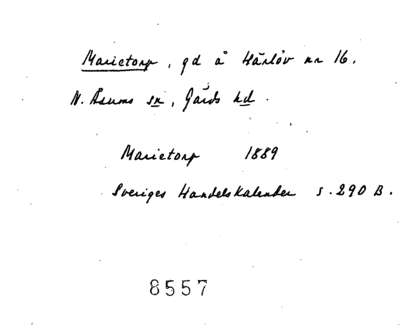 Marietorp, gd å Härlöv nr 16.
N. Åsums sn, Gärds hd.
Marietorp 1889
Sveriges Handelskalender s. 290 B.
8557